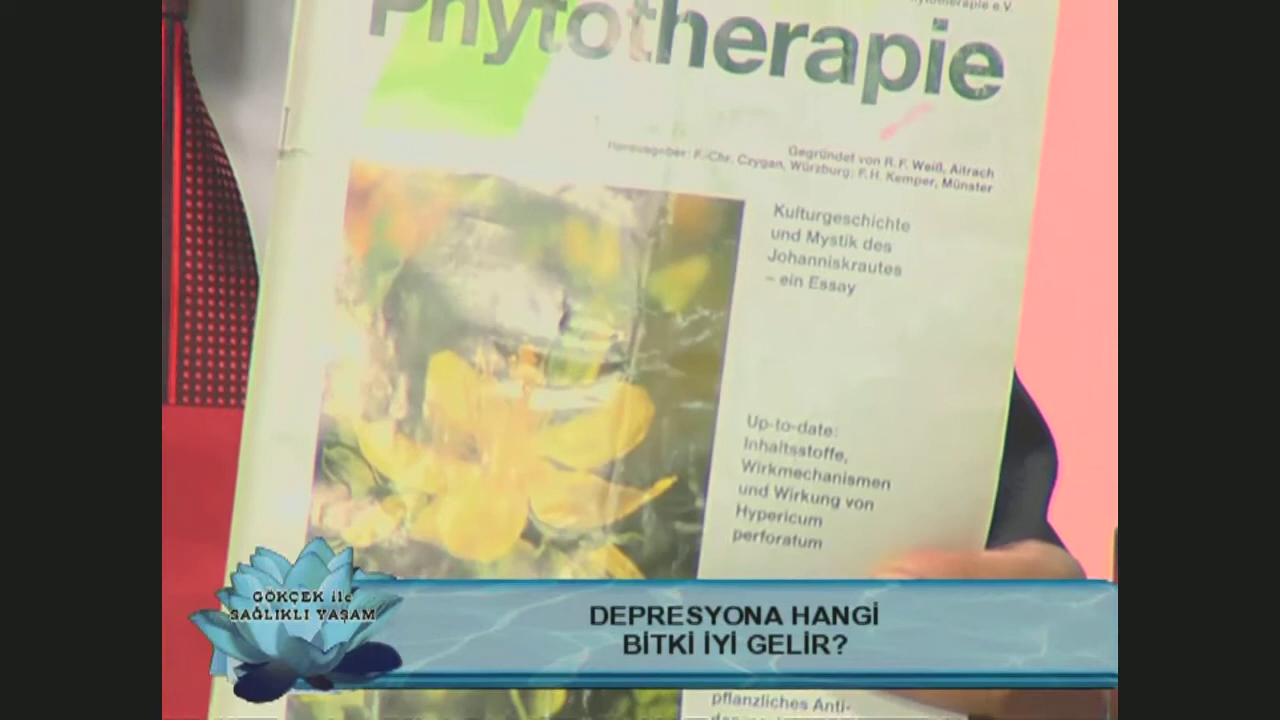 Phytotherapie
Gegründet von R.F. Weiß, Aitrach
Herausgeber: F.-Chr. Czygan, Würzburg; F.H. Kemper, Münster
Kulturgeschichte
und Mystik des
Johanniskrautes
– ein Essay
Up-to-date:
Inhaltsstoffe,
Wirkmechanismen
und Wirkung von
Hypericum
perforatum
GÖKÇEK ile
SAĞLIKLI YAŞAM
DEPRESYONA HANGİ
BİTKİ İYİ GELİR?
pflanzliches Anti-